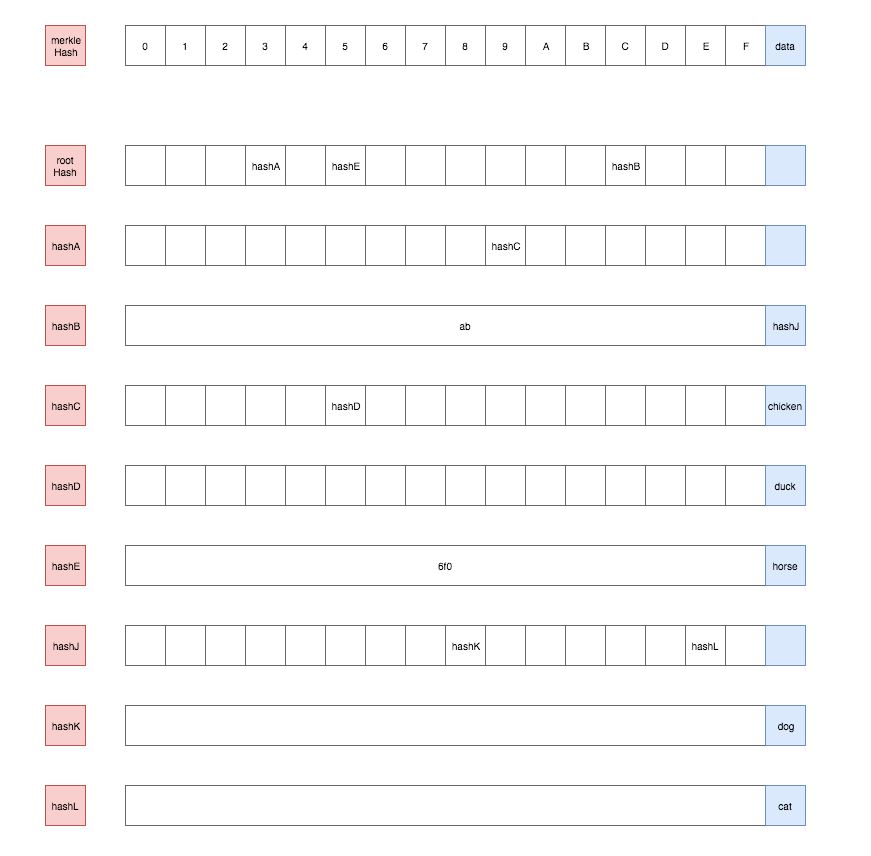 merkle
Hash
0 1 2 3 4 5 6 7 8 9 A B C D E F data
root
Hash
hashA hashE hashB
hashA hashC
hashB ab hashJ
hashC hashD chicken
hashD duck
hashE 6f0 horse
hashJ hashK hashL
hashK dog
hashL cat